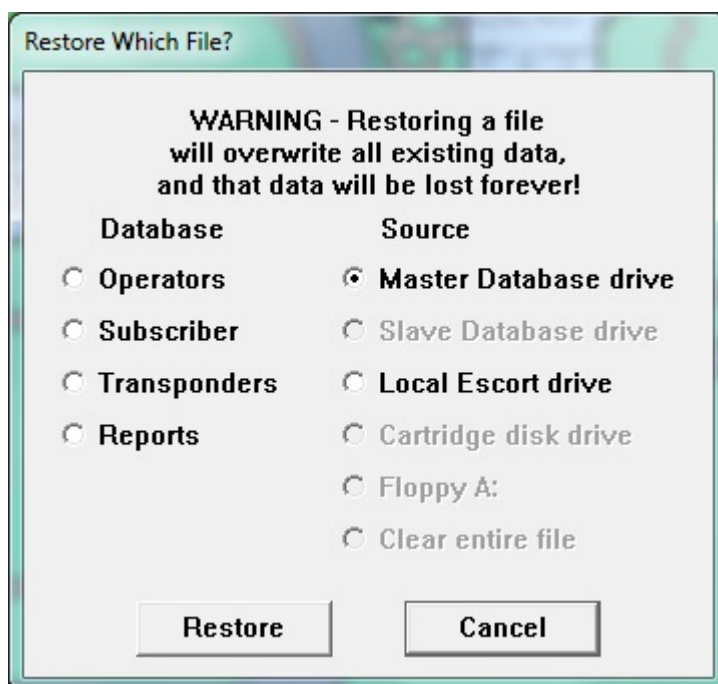 Restore Which File?
WARNING - Restoring a file
will overwrite all existing data,
and that data will be lost forever!
Database
Source
Operators
Master Database drive
Subscriber
Slave Database drive
Transponders
Local Escort drive
Reports
Cartridge disk drive
Floppy A:
Clear entire file
Restore
Cancel